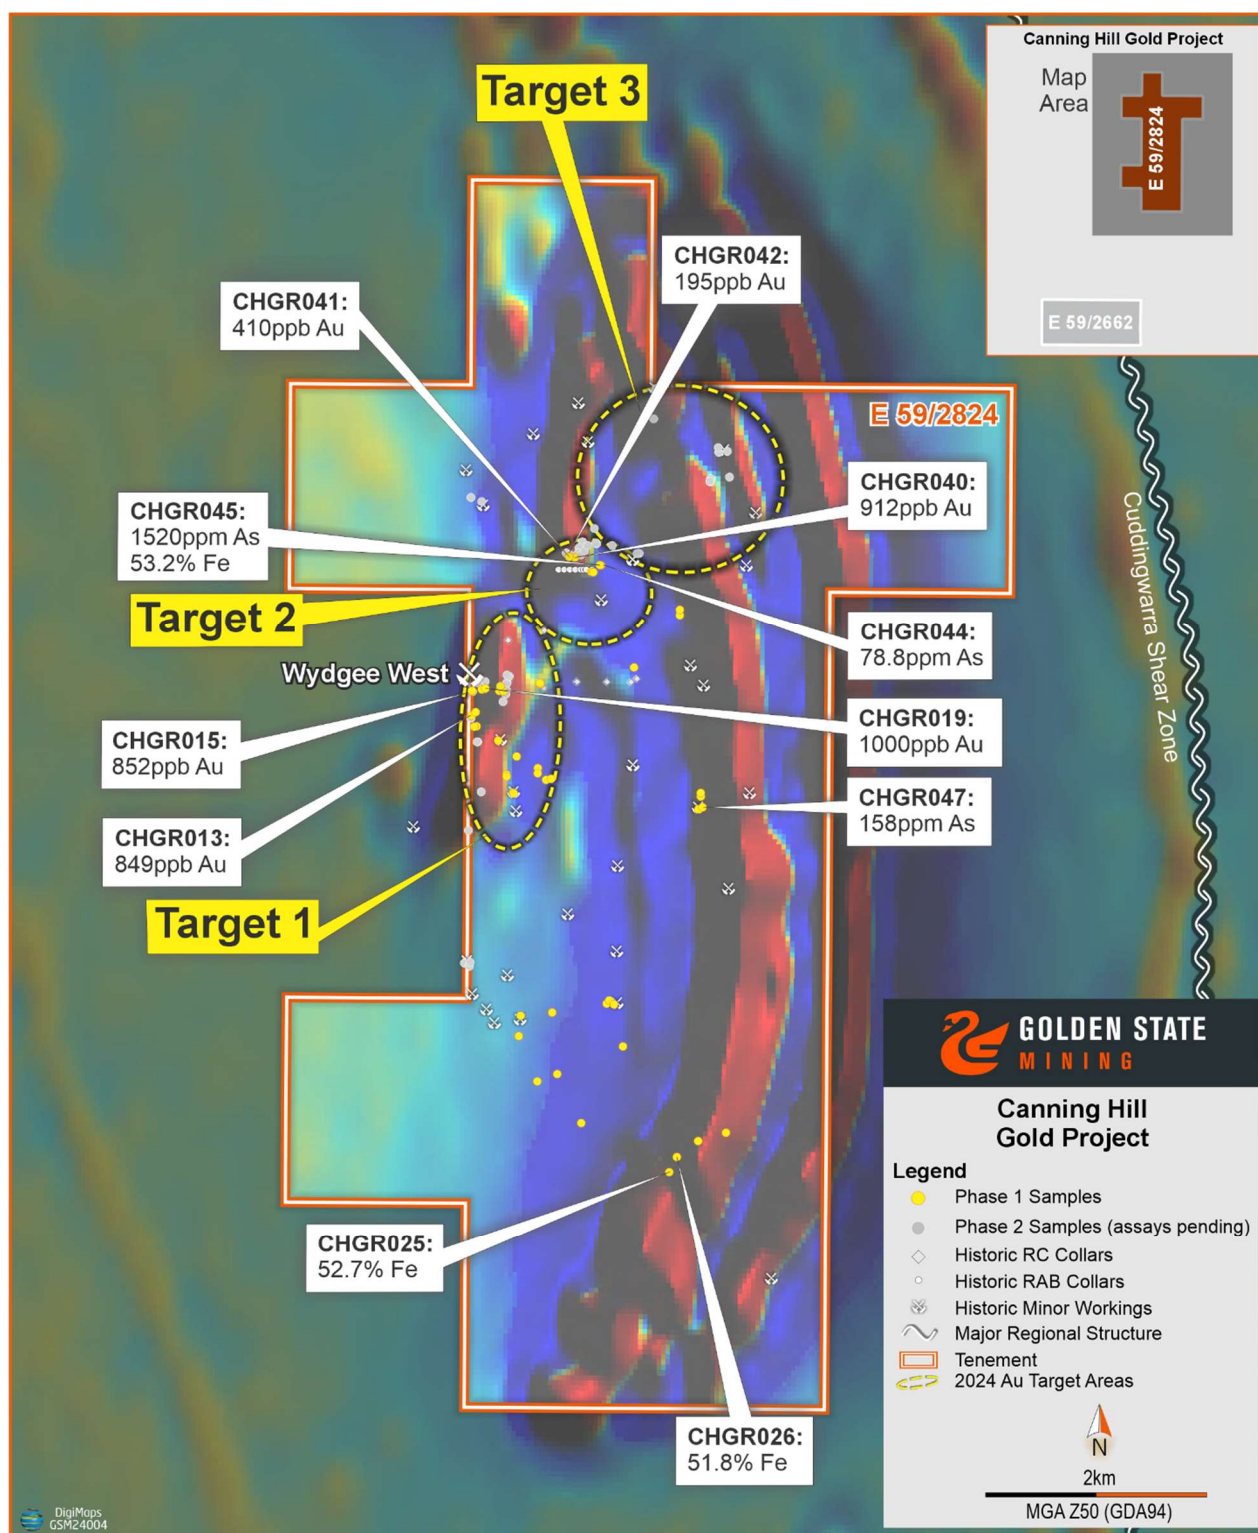 Canning Hill Gold Project
Map
Area
E 59/2824
E 59/2662
Target 3
CHGR042:
195ppb Au
CHGR041:
410ppb Au
E 59/2824
CHGR040:
912ppb Au
CHGR045:
1520ppm As
53.2% Fe
Target 2
CHGR044:
78.8ppm As
Cuddingwarra Shear Zone
Wydgee West
CHGR015:
852ppb Au
CHGR019:
1000ppb Au
CHGR047:
158ppm As
CHGR013:
849ppb Au
Target 1
CHGR025:
52.7% Fe
CHGR026:
51.8% Fe
GOLDEN STATE
MINING
Canning Hill
Gold Project
Legend
Phase 1 Samples
Phase 2 Samples (assays pending)
Historic RC Collars
Historic RAB Collars
Historic Minor Workings
Major Regional Structure
Tenement
2024 Au Target Areas
N
2km
MGA Z50 (GDA94)
DigiMaps
GSM24004